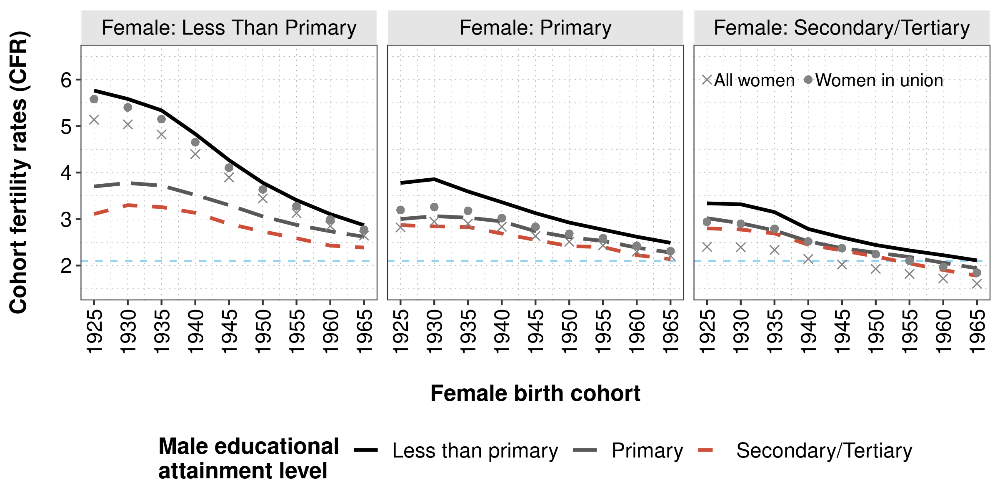 Female: Less Than Primary
Female: Primary
Female: Secondary/Tertiary
Cohort fertility rates (CFR)
6
5
4
3
2
All women
Women in union
1925 1930 1935 1940 1945 1950 1955 1960 1965
1925 1930 1935 1940 1945 1950 1955 1960 1965
1925 1930 1935 1940 1945 1950 1955 1960 1965
Female birth cohort
Male educational
attainment level
Less than primary
Primary
Secondary/Tertiary